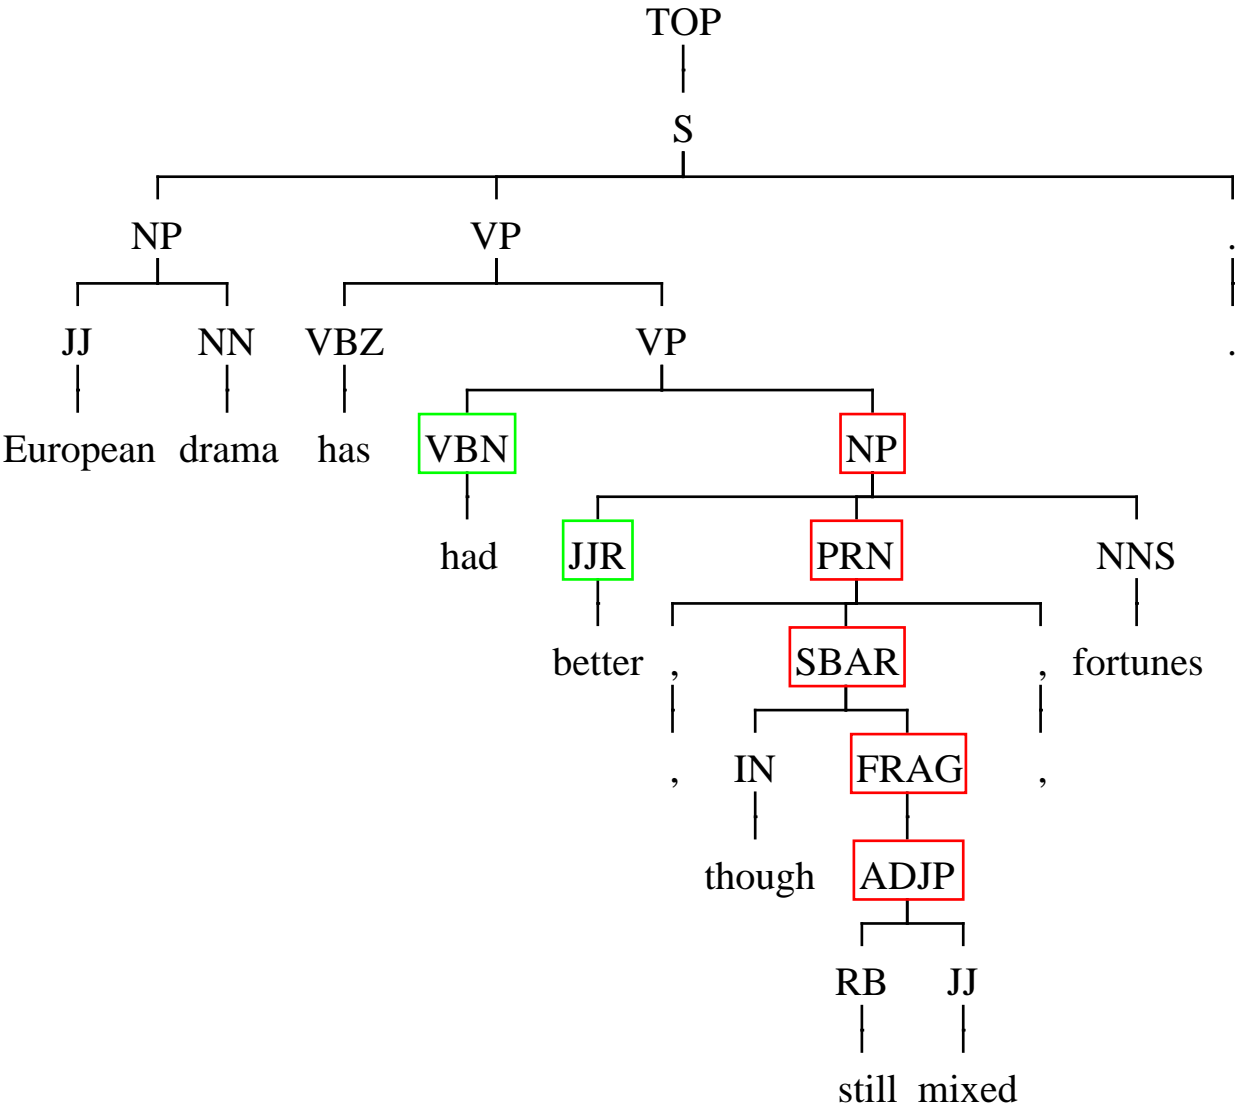 TOP
S
NP VP .
JJ NN VBZ VP .
European drama has VBN NP
had JJR PRN NNS
better , SBAR , fortunes
, IN FRAG ,
though ADJP
RB JJ
still mixed